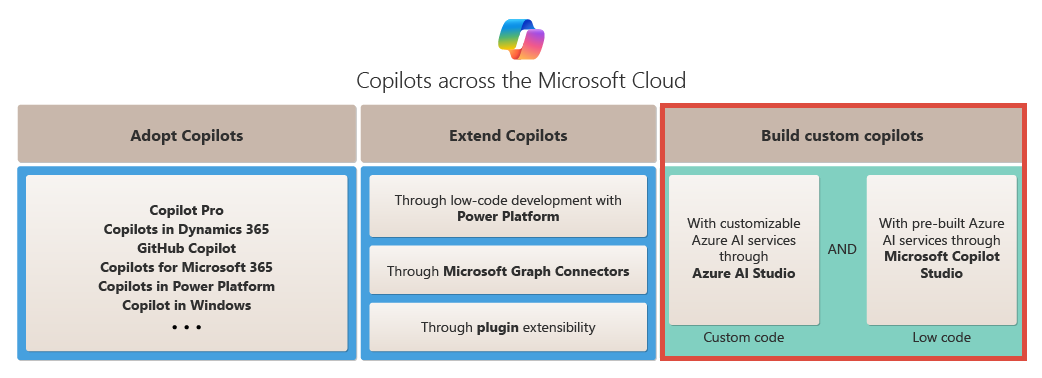 Copilots across the Microsoft Cloud
Adopt Copilots
Copilot Pro
Copilots in Dynamics 365
GitHub Copilot
Copilots for Microsoft 365
Copilots in Power Platform
Copilot in Windows
• • •
Extend Copilots
Through low-code development with
Power Platform
Through Microsoft Graph Connectors
Through plugin extensibility
Build custom copilots
With customizable
Azure AI services
through
Azure AI Studio
Custom code
AND
With pre-built Azure
AI services through
Microsoft Copilot
Studio
Low code